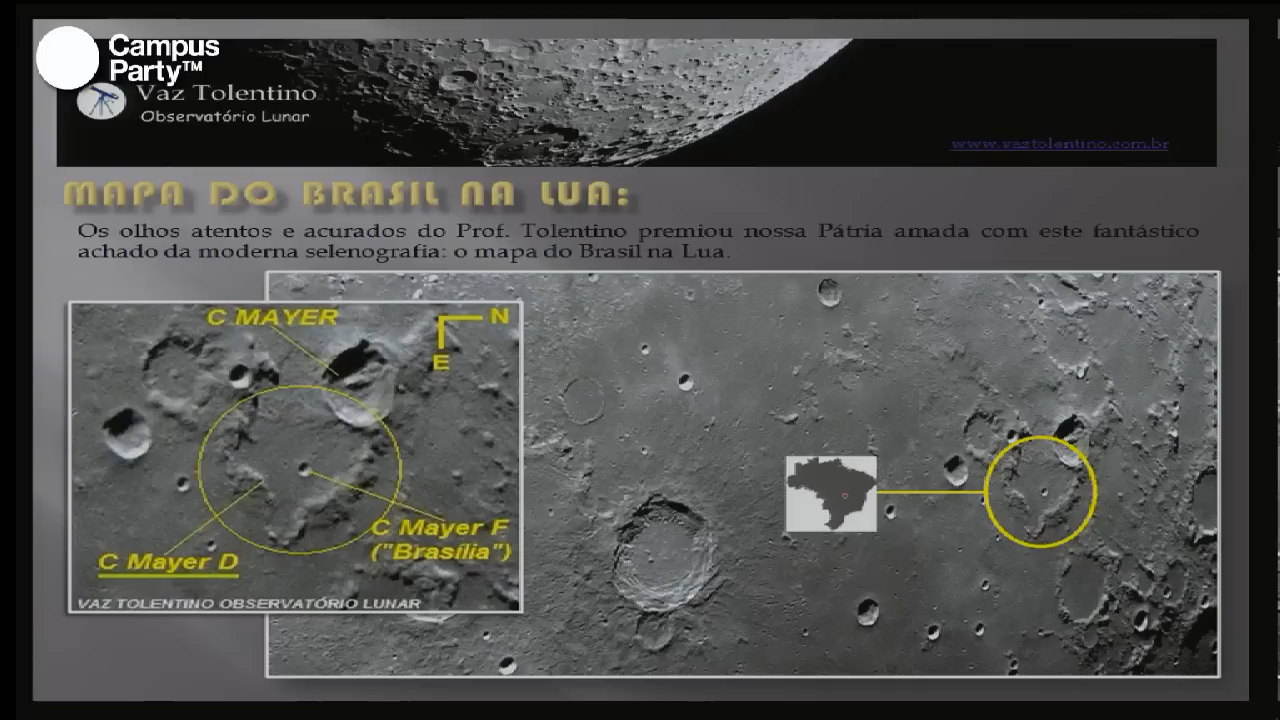 Campus
Party™
Vaz Tolentino
Observatório Lunar
www.vaztolentino.com.br
MAPA DO BRASIL NA LUA:
Os olhos atentos e acurados do Prof. Tolentino premiou nossa Pátria amada com este fantástico
achado da moderna selenografia: o mapa do Brasil na Lua.
C MAYER
N
E
C Mayer F
("Brasília")
C Mayer D
VAZ TOLENTINO OBSERVATÓRIO LUNAR